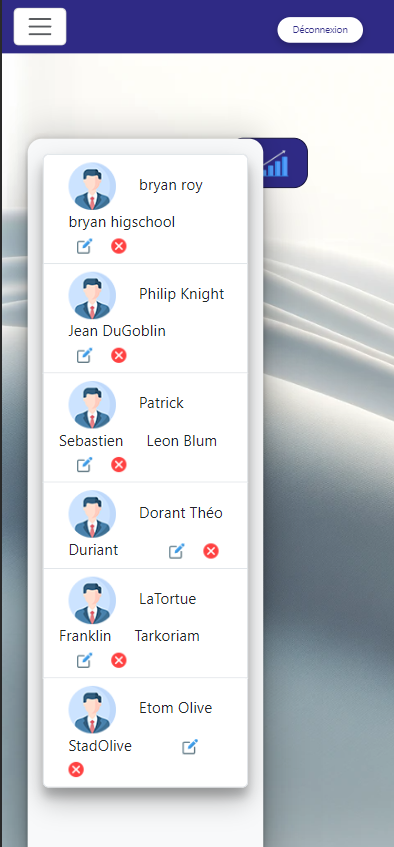 Déconnexion
bryan roy
bryan higschool
Philip Knight
Jean DuGoblin
Patrick
Sebastien Leon Blum
Dorant Théo
Duriant
LaTortue
Franklin Tarkoriam
Etom Olive
StadOlive